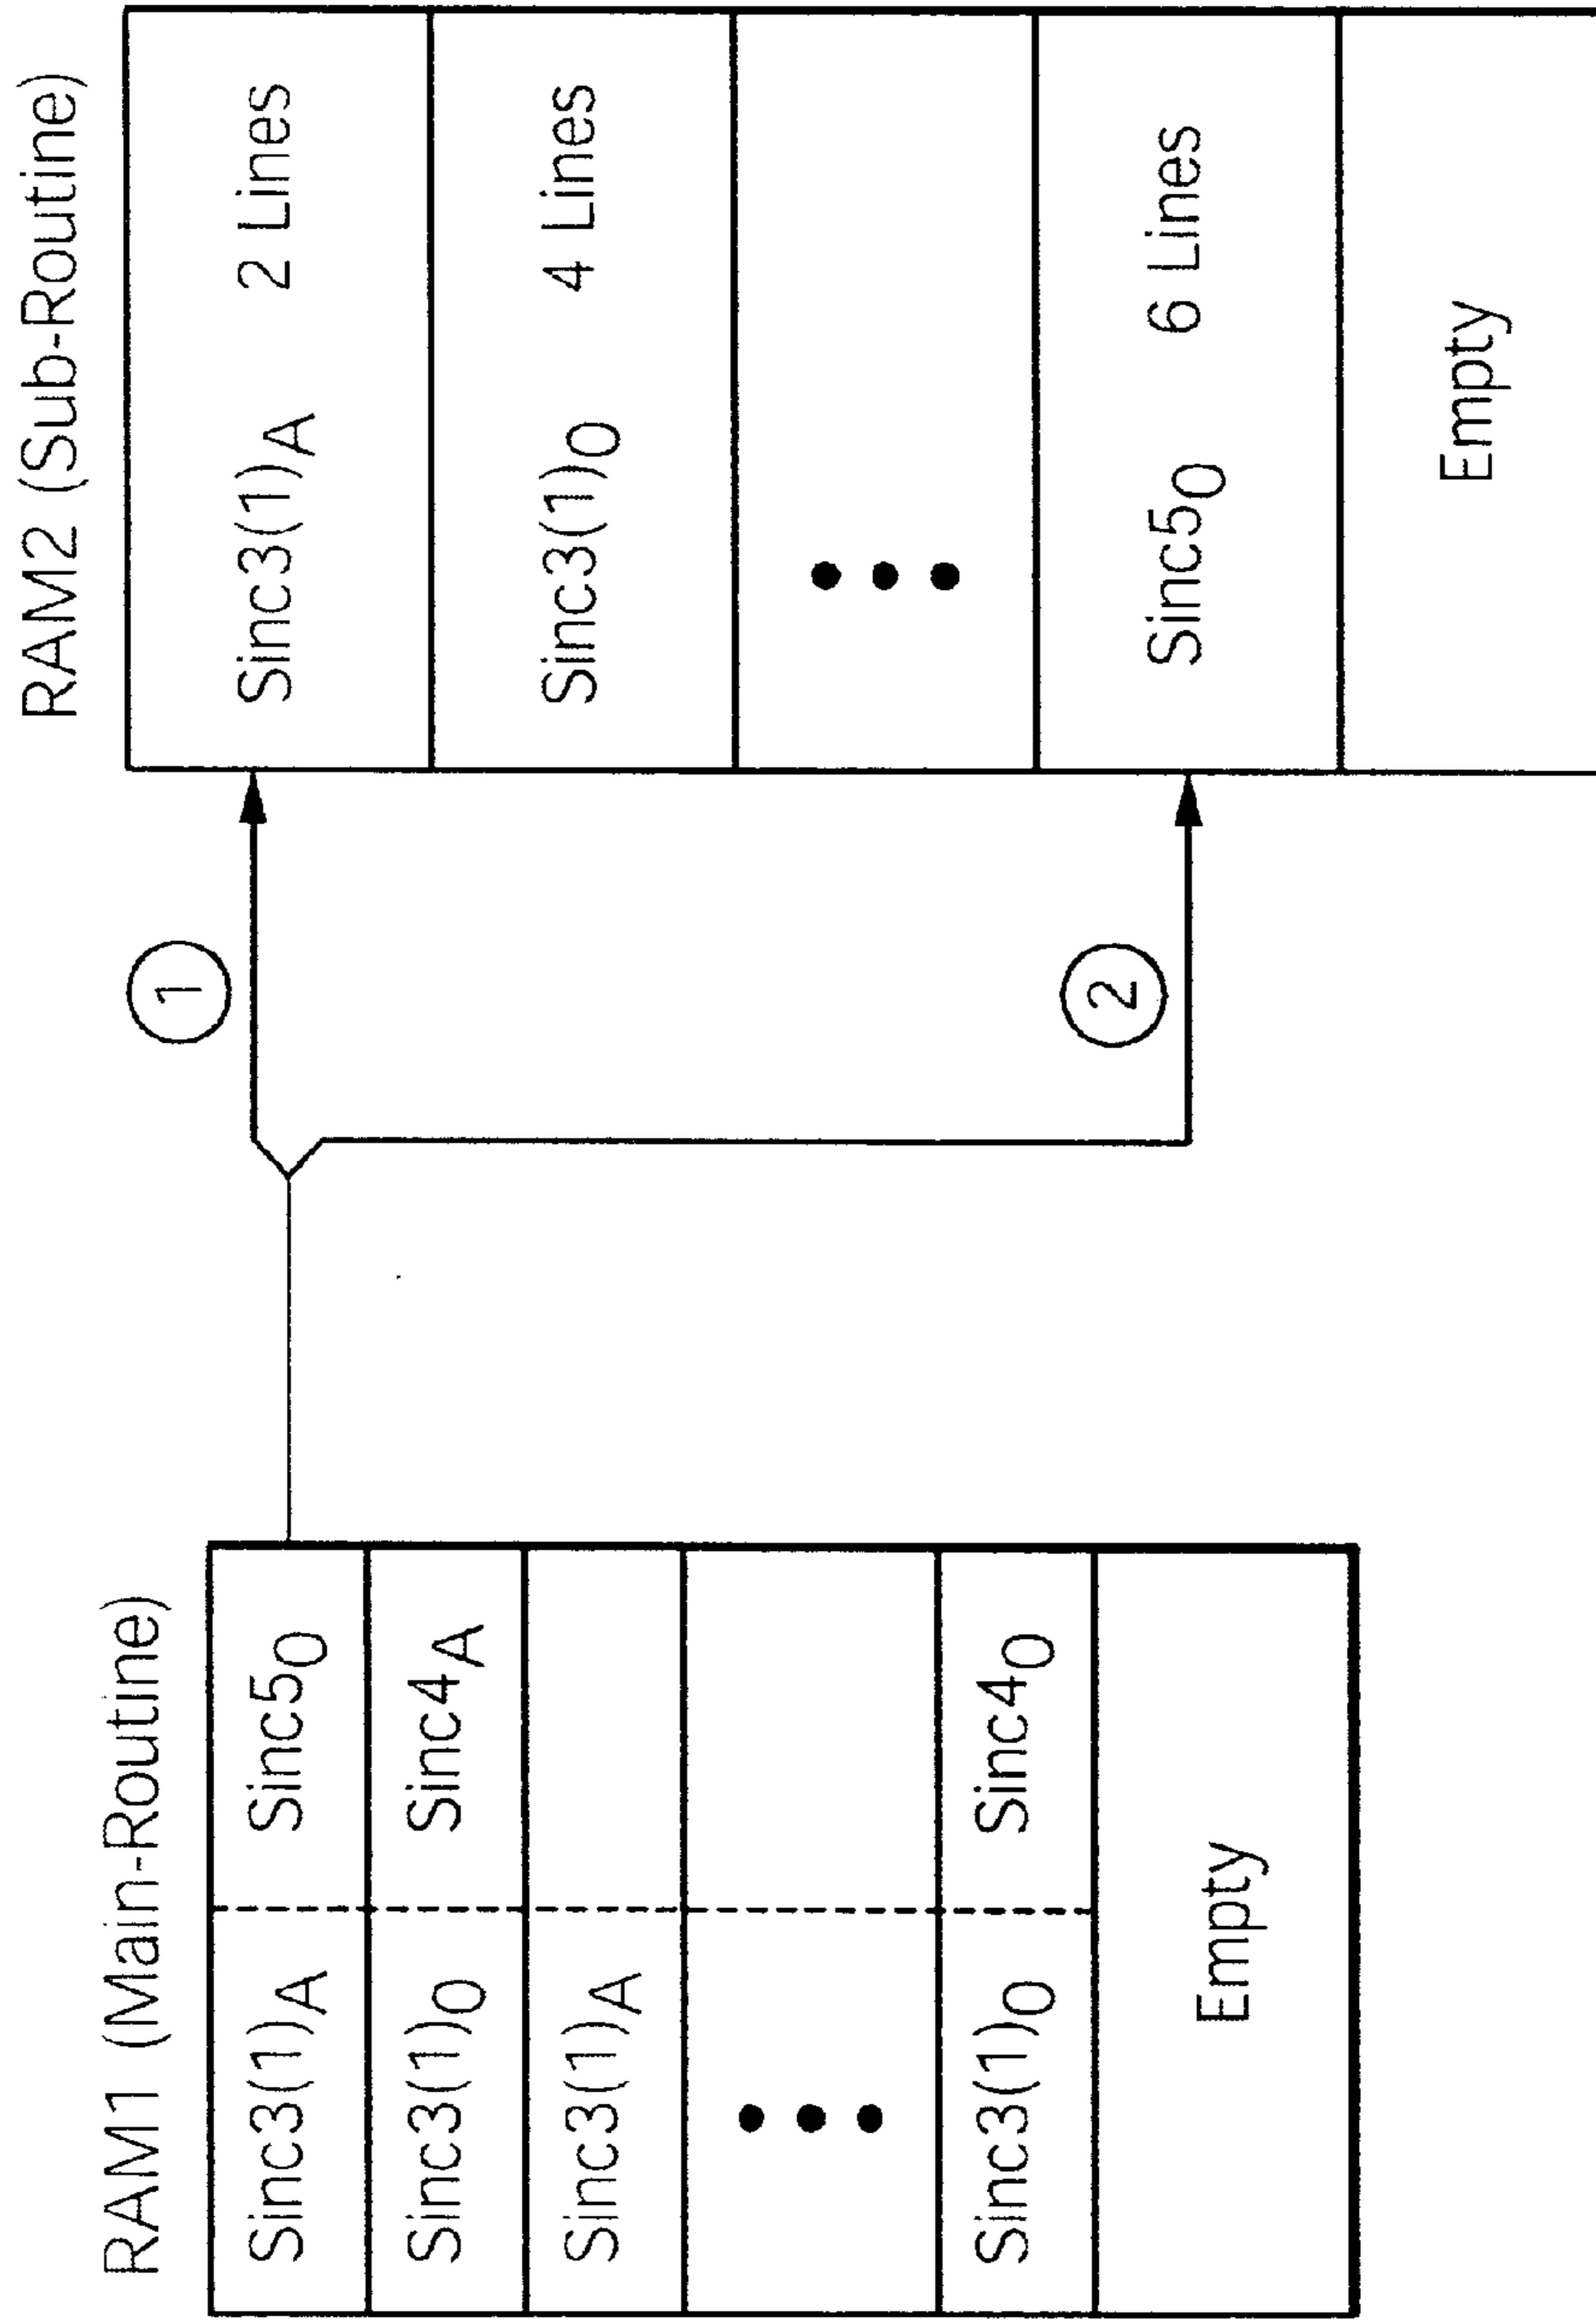 RAM1 (Main-Routine)
Sinc3(1)A Sinc5O
Sinc3(1)O Sinc4A
Sinc3(1)A
Sinc3(1)O Sinc4O
Empty
1
2
RAM2 (Sub-Routine)
Sinc3(1)A 2 Lines
Sinc3(1)O 4 Lines
Sinc5O 6 Lines
Empty